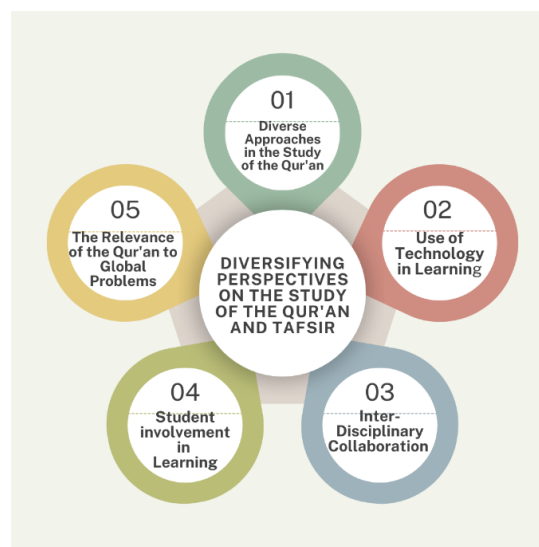 01
Diverse
Approaches
in the Study
of the Qur'an
02
Use of
Technology
in Learning
03
Inter-
Disciplinary
Collaboration
04
Student
involvement
in
Learning
05
The Relevance
of the Qur'an to
Global
Problems
DIVERSIFYING
PERSPECTIVES
ON THE STUDY
OF THE QUR'AN
AND TAFSIR